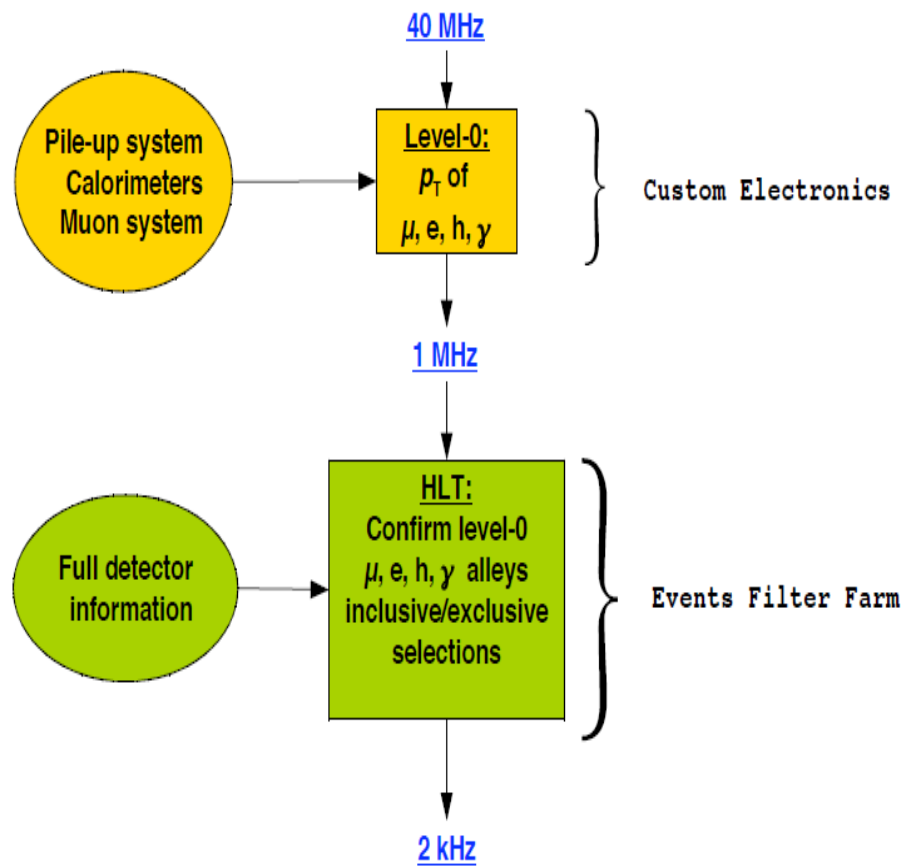 40 MHz
Pile-up system
Calorimeters
Muon system
Level-0:
pT of
μ, e, h, γ
Custom Electronics
1 MHz
Full detector
information
HLT:
Confirm level-0
μ, e, h, γ alleys
inclusive/exclusive
selections
Events Filter Farm
2 kHz